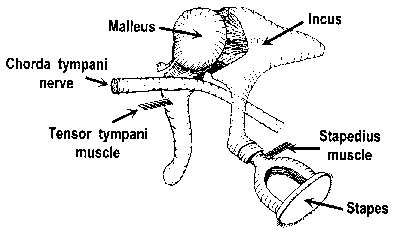 Malleus
Incus
Chorda tympani
nerve
Tensor tympani
muscle
Stapedius
muscle
Stapes